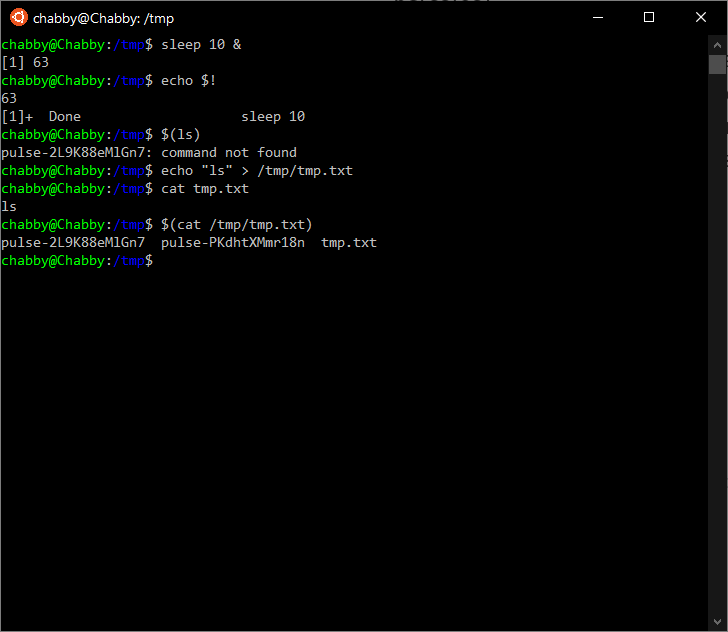 chabby@Chabby: /tmp
chabby@Chabby:/tmp$ sleep 10 &
[1] 63
chabby@Chabby:/tmp$ echo $!
63
[1]+  Done                    sleep 10
chabby@Chabby:/tmp$ $(ls)
pulse-2L9K88eMlGn7: command not found
chabby@Chabby:/tmp$ echo "ls" > /tmp/tmp.txt
chabby@Chabby:/tmp$ cat tmp.txt
ls
chabby@Chabby:/tmp$ $(cat /tmp/tmp.txt)
pulse-2L9K88eMlGn7  pulse-PKdhtXMmr18n  tmp.txt
chabby@Chabby:/tmp$